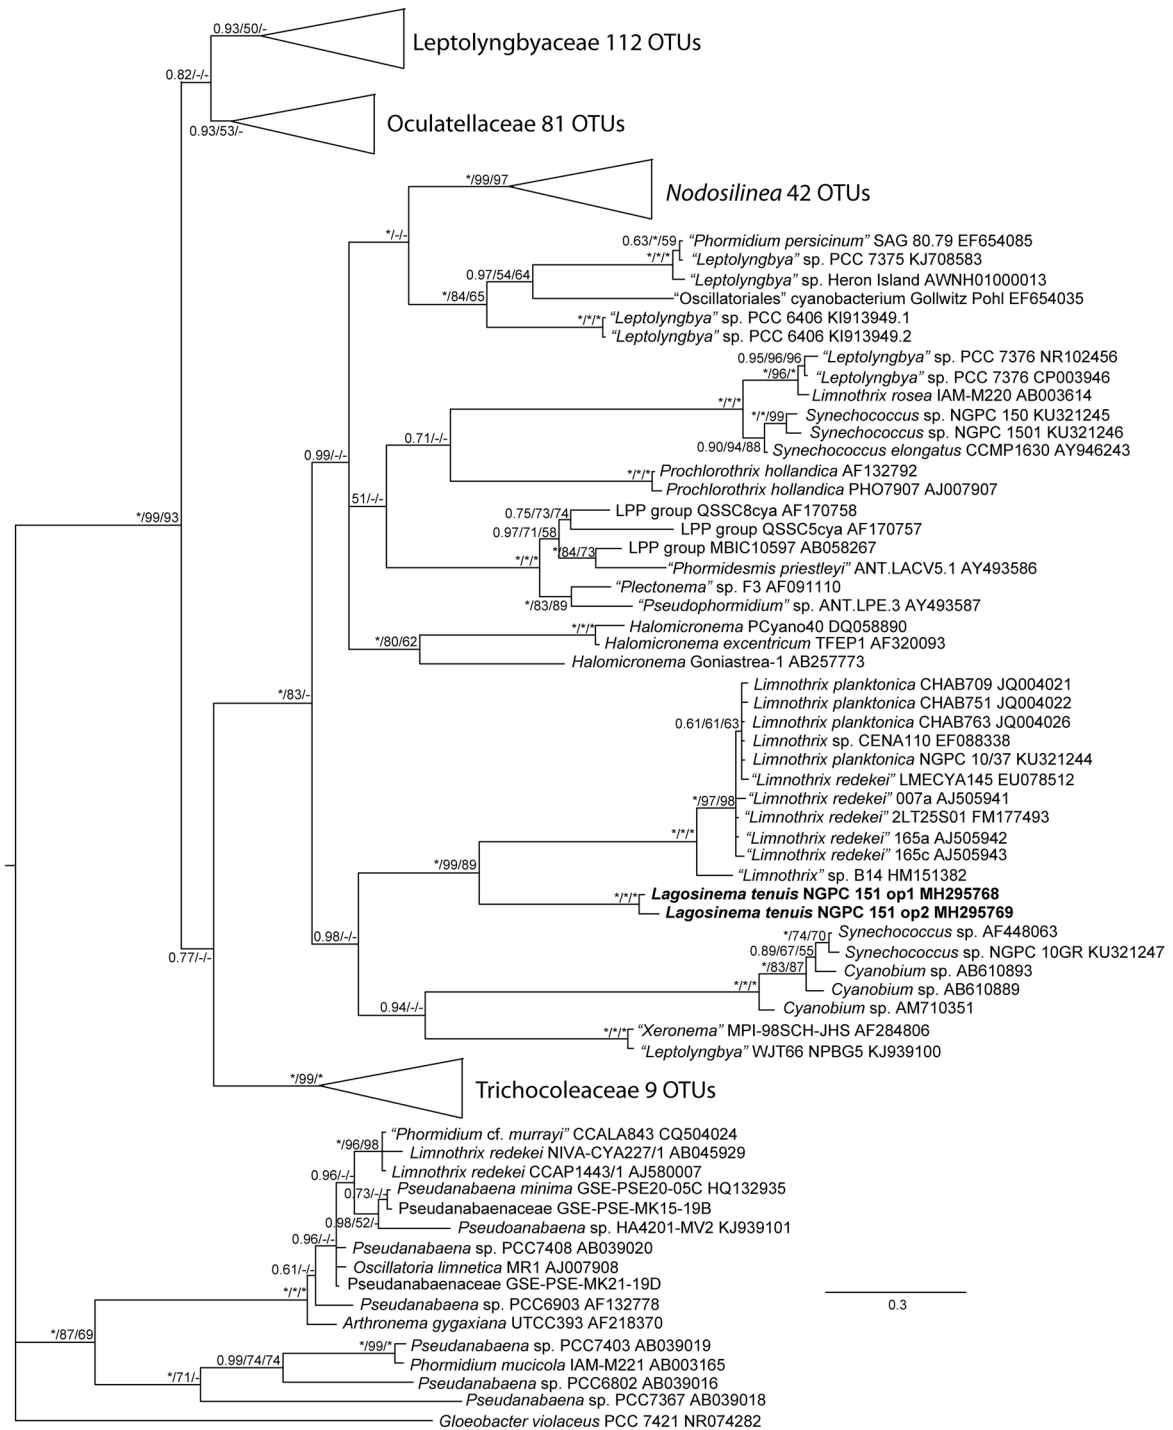 0.93/50/-
Leptolyngbyaceae 112 OTUs
0.82/-/-
Oculatellaceae 81 OTUs
0.93/53/-
*/99/97
Nodosilinea 42 OTUs
*/-/-
0.63/*/59 “Phormidium persicinum” SAG 80.79 EF654085
*/*/* “Leptolyngbya” sp. PCC 7375 KJ708583
0.97/54/64 “Leptolyngbya” sp. Heron Island AWNH01000013
*/84/65 “Oscillatoriales” cyanobacterium Gollwitz Pohl EF654035
*/*/* “Leptolyngbya” sp. PCC 6406 KI913949.1
“Leptolyngbya” sp. PCC 6406 KI913949.2
0.95/96/96 “Leptolyngbya” sp. PCC 7376 NR102456
*/96/* “Leptolyngbya” sp. PCC 7376 CP003946
Limnothrix rosea IAM-M220 AB003614
*/*/*
*/*/99 Synechococcus sp. NGPC 150 KU321245
0.71/-/- Synechococcus sp. NGPC 1501 KU321246
0.90/94/88 Synechococcus elongatus CCMP1630 AY946243
0.99/-/-
*/*/* Prochlorothrix hollandica AF132792
Prochlorothrix hollandica PHO7907 AJ007907
51/-/-
0.75/73/74 LPP group QSSC8cya AF170758
*/99/93
0.97/71/58 LPP group QSSC5cya AF170757
*84/73 LPP group MBIC10597 AB058267
*/*/* “Phormidesmis priestleyi” ANT.LACV5.1 AY493586
“Plectonema” sp. F3 AF091110
*/83/89 “Pseudophormidium” sp. ANT.LPE.3 AY493587
*/*/* Halomicronema PCyano40 DQ058890
*/80/62 Halomicronema excentricum TFEP1 AF320093
Halomicronema Goniastrea-1 AB257773
Limnothrix planktonica CHAB709 JQ004021
*/83/-
Limnothrix planktonica CHAB751 JQ004022
0.61/61/63 Limnothrix planktonica CHAB763 JQ004026
Limnothrix sp. CENA110 EF088338
Limnothrix planktonica NGPC 10/37 KU321244
“Limnothrix redekei” LMECYA145 EU078512
*/97/98 “Limnothrix redekei” 007a AJ505941
“Limnothrix redekei” 2LT25S01 FM177493
*/*/* “Limnothrix redekei” 165a AJ505942
“Limnothrix redekei” 165c AJ505943
*/99/89 “Limnothrix” sp. B14 HM151382
*/*/* Lagosinema tenuis NGPC 151 op1 MH295768
Lagosinema tenuis NGPC 151 op2 MH295769
0.98/-/- */74/70 Synechococcus sp. AF448063
0.77/-/- 0.89/67/55 Synechococcus sp. NGPC 10GR KU321247
*/83/87 Cyanobium sp. AB610893
*/*/* Cyanobium sp. AB610889
0.94/-/- Cyanobium sp. AM710351
*/*/* “Xeronema” MPI-98SCH-JHS AF284806
“Leptolyngbya” WJT66 NPBG5 KJ939100
*/99/*
Trichocoleaceae 9 OTUs
“Phormidium cf. murrayi” CCALA843 CQ504024
*/96/98 Limnothrix redekei NIVA-CYA227/1 AB045929
0.96/-/- Limnothrix redekei CCAP1443/1 AJ580007
0.73/-/- Pseudanabaena minima GSE-PSE20-05C HQ132935
Pseudanabaenaceae GSE-PSE-MK15-19B
0.98/52/- Pseudoanabaena sp. HA4201-MV2 KJ939101
0.96/-/- Pseudanabaena sp. PCC7408 AB039020
0.61/-/- Oscillatoria limnetica MR1 AJ007908
Pseudanabaenaceae GSE-PSE-MK21-19D
*/*/* Pseudanabaena sp. PCC6903 AF132778
0.3
Arthronema gygaxiana UTCC393 AF218370
*/87/69
*/99/* Pseudanabaena sp. PCC7403 AB039019
0.99/74/74 Phormidium mucicola IAM-M221 AB003165
*/71/- Pseudanabaena sp. PCC6802 AB039016
Pseudanabaena sp. PCC7367 AB039018
Gloeobacter violaceus PCC 7421 NR074282